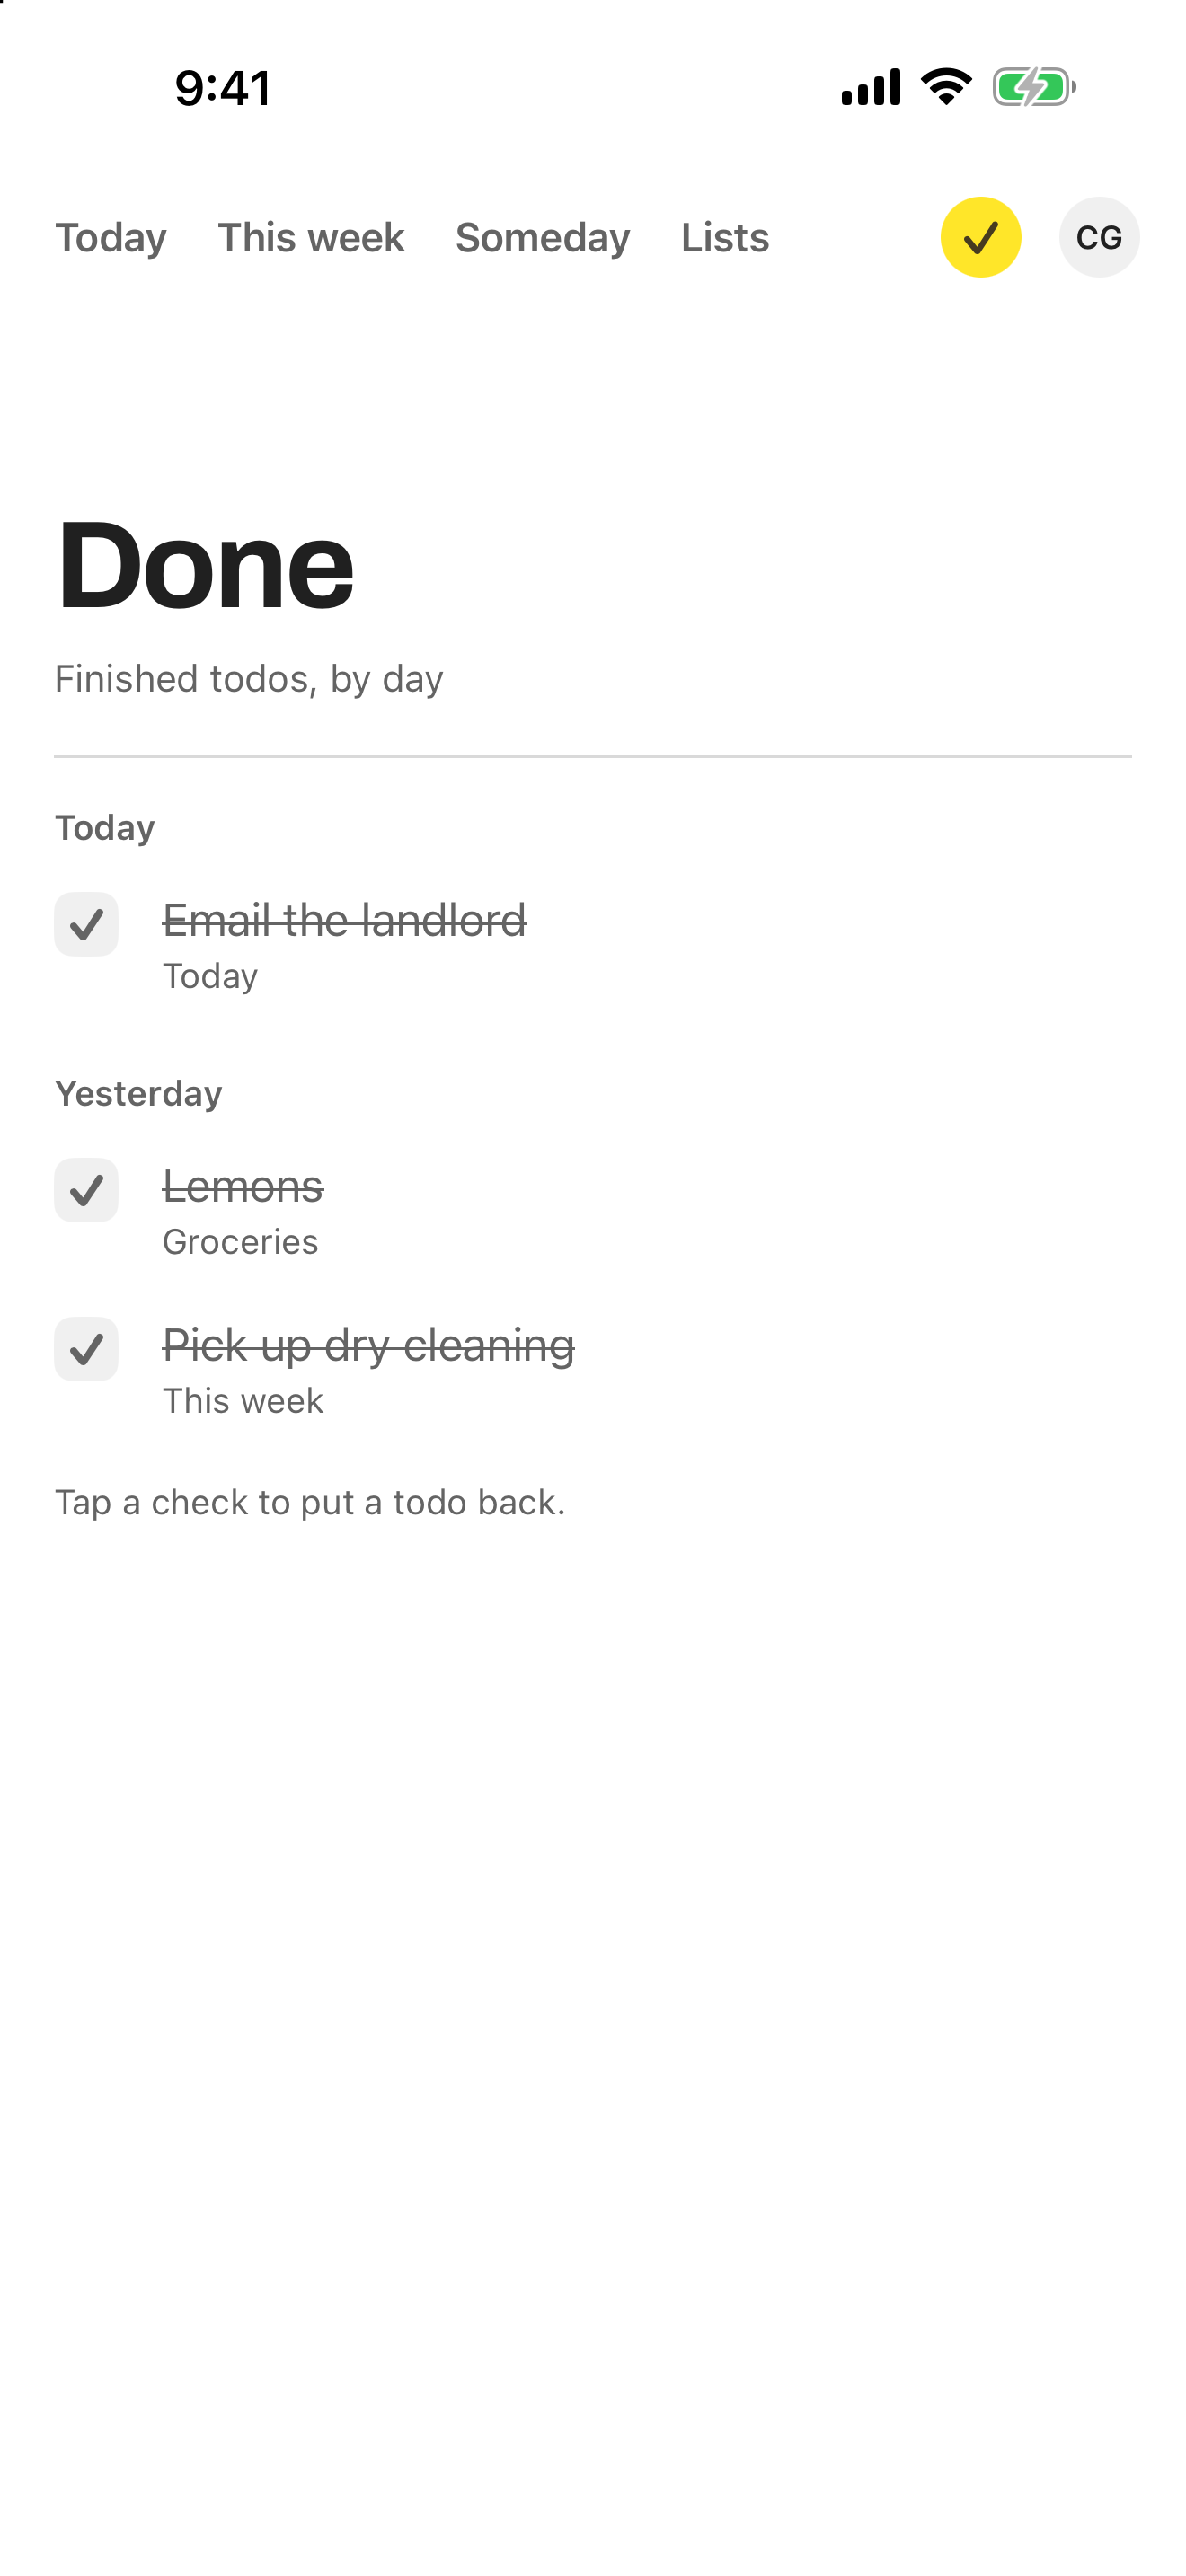 9:41
Today This week Someday Lists CG
Done
Finished todos, by day
Today
Email the landlord
Today
Yesterday
Lemons
Groceries
Pick up dry cleaning
This week
Tap a check to put a todo back.